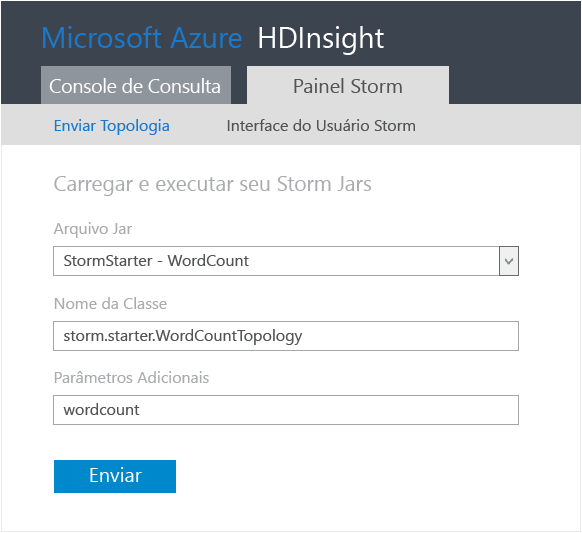 Microsoft Azure HDInsight
Console de Consulta Painel Storm
Enviar Topologia Interface do Usuário Storm
Carregar e executar seu Storm Jars
Arquivo Jar
StormStarter - WordCount
Nome da Classe
storm.starter.WordCountTopology
Parâmetros Adicionais
wordcount
Enviar